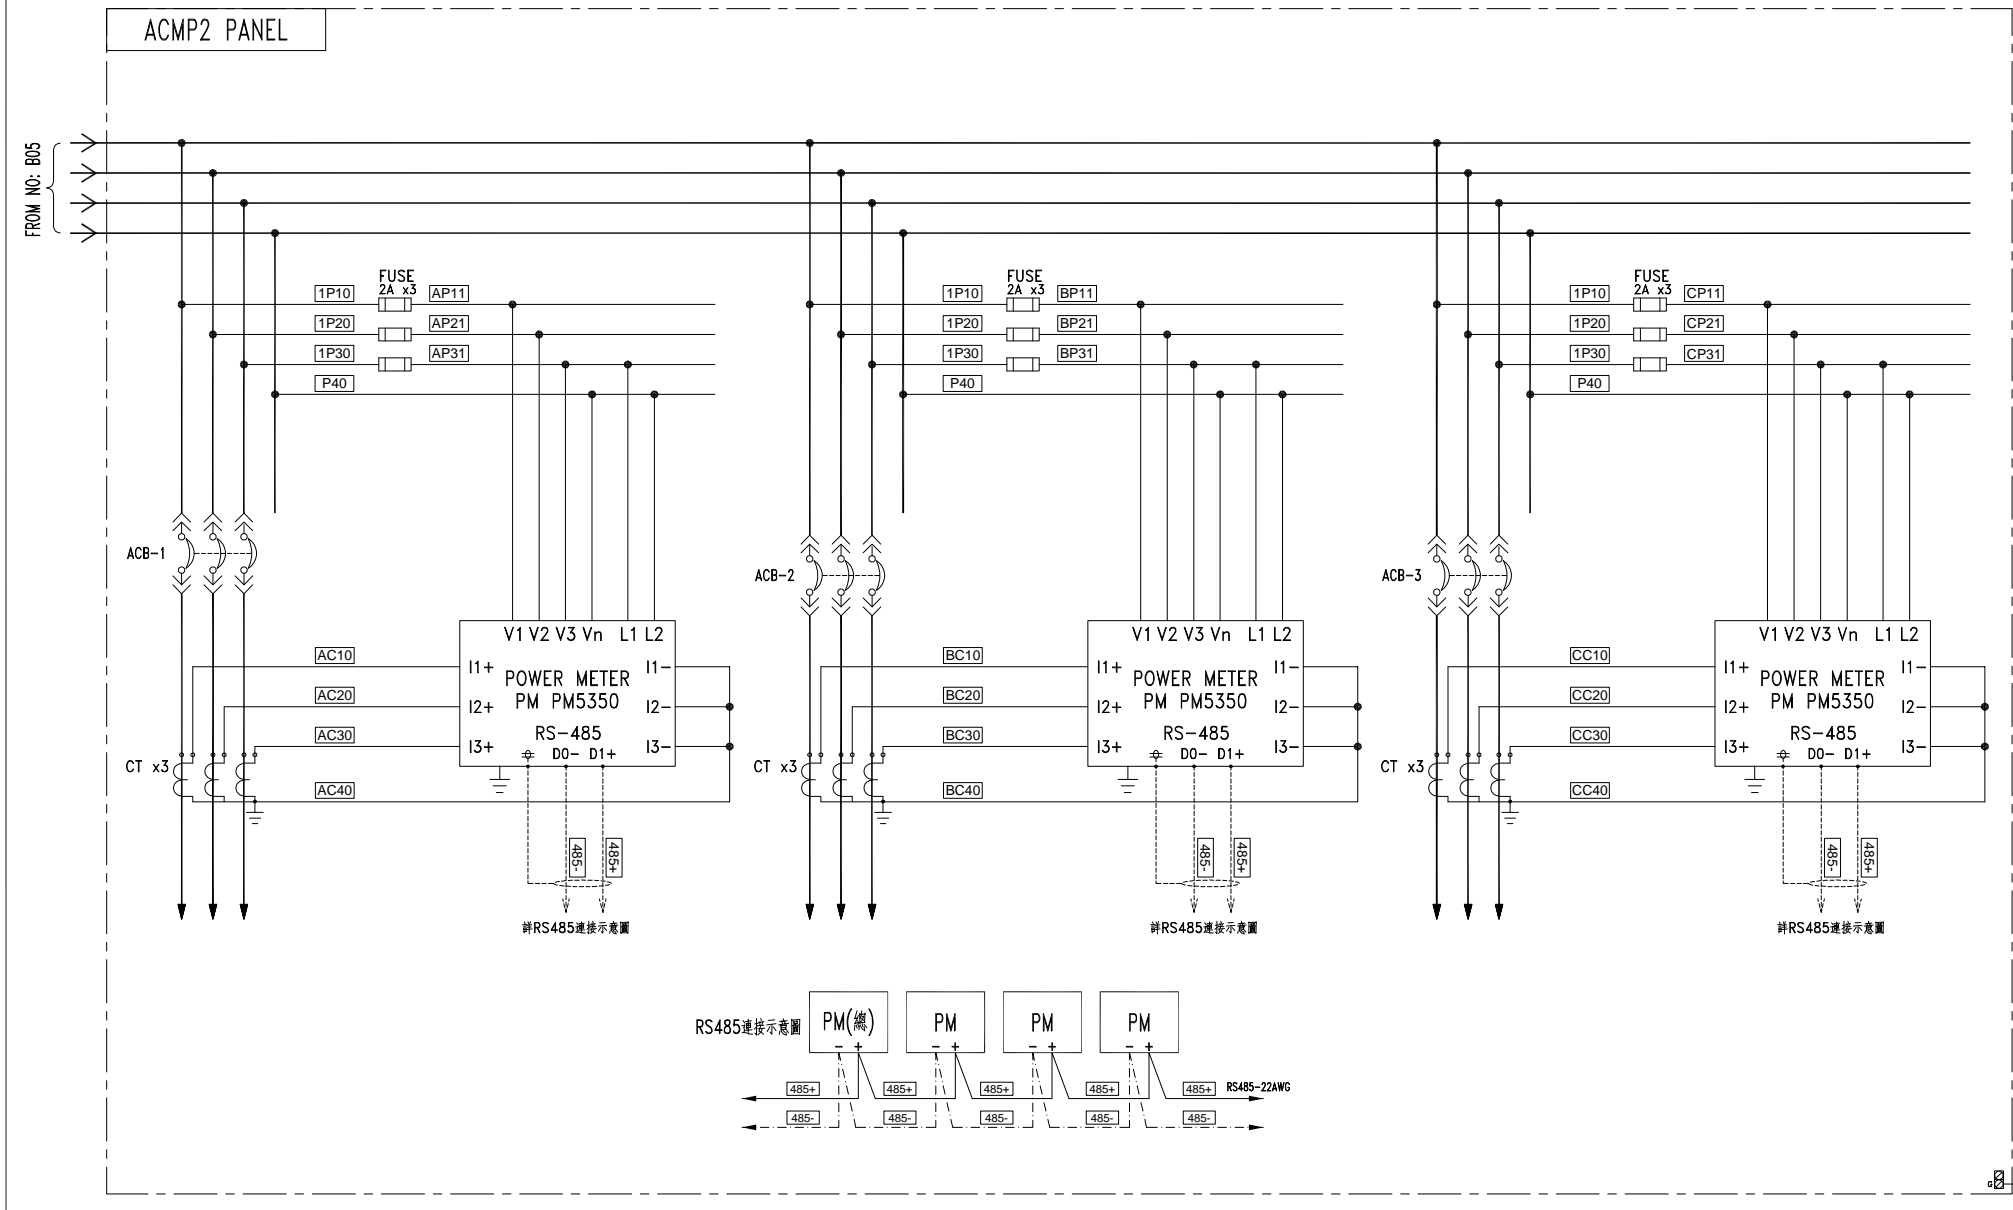 ACMP2 PANEL
FROM NO: B05
FUSE
2A x3
1P10
AP11
1P20
AP21
1P30
AP31
P40
ACB-1
V1 V2 V3 Vn L1 L2
AC10
I1+
I1-
POWER METER
PM PM5350
AC20
I2+
I2-
RS-485
AC30
I3+
I3-
D0- D1+
CT x3
AC40
485-
485+
詳RS485連接示意圖
FUSE
2A x3
1P10
BP11
1P20
BP21
1P30
BP31
P40
ACB-2
V1 V2 V3 Vn L1 L2
BC10
I1+
I1-
POWER METER
PM PM5350
BC20
I2+
I2-
RS-485
BC30
I3+
I3-
D0- D1+
CT x3
BC40
485-
485+
詳RS485連接示意圖
FUSE
2A x3
1P10
CP11
1P20
CP21
1P30
CP31
P40
ACB-3
V1 V2 V3 Vn L1 L2
CC10
I1+
I1-
POWER METER
PM PM5350
CC20
I2+
I2-
RS-485
CC30
I3+
I3-
D0- D1+
CT x3
CC40
485-
485+
詳RS485連接示意圖
RS485連接示意圖
PM(總)
PM
PM
PM
- +
- +
- +
- +
485+ 485+ 485+ 485+ 485+ RS485-22AWG
485- 485- 485- 485- 485-
G